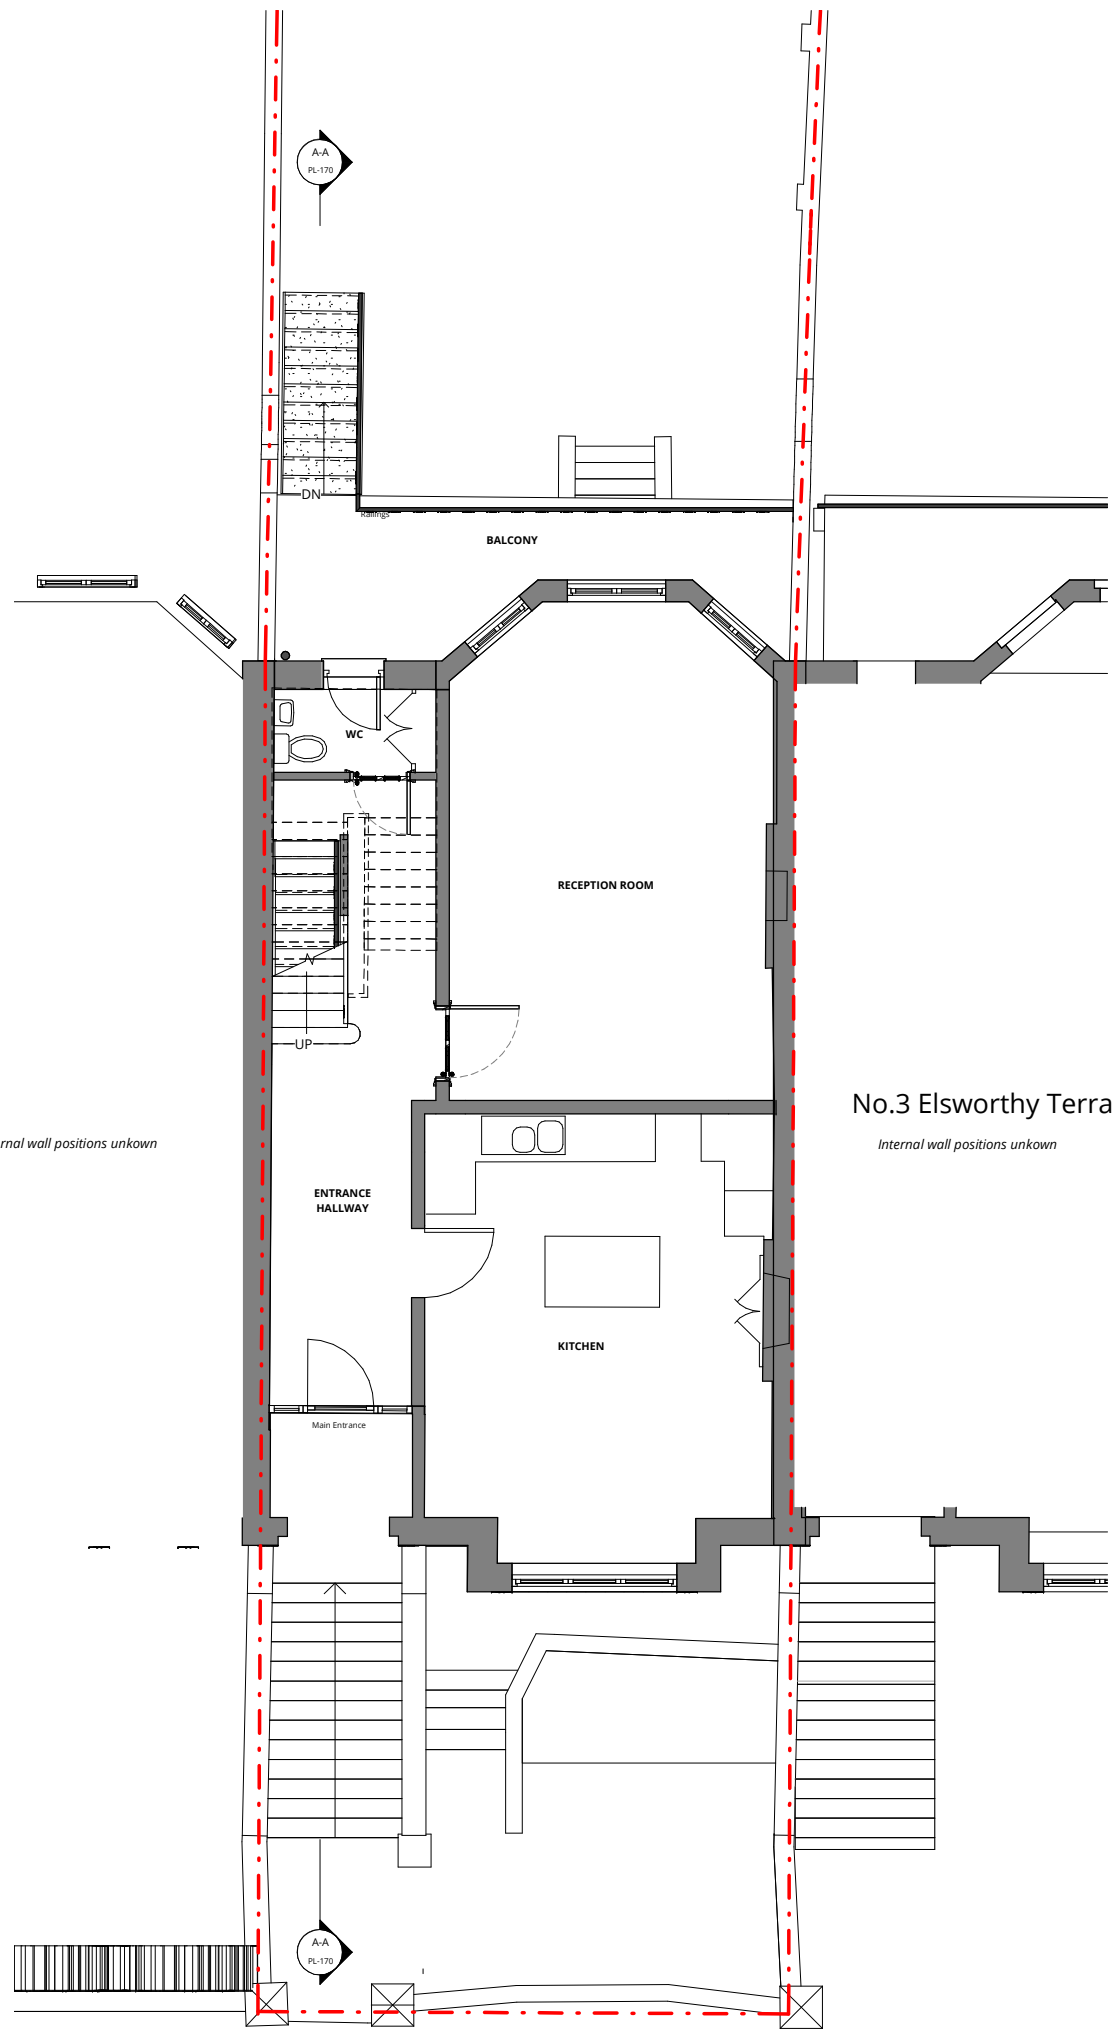 A-A
PL-170
DN
Railings
BALCONY
WC
RECEPTION ROOM
UP
No.3 Elsworthy Terra
rnal wall positions unkown
Internal wall positions unkown
ENTRANCE
HALLWAY
KITCHEN
Main Entrance
A-A
PL-170